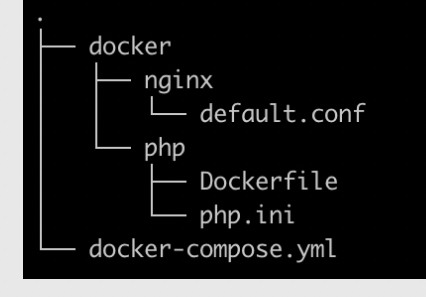 .
├── docker
│   ├── nginx
│   │   └── default.conf
│   └── php
│       ├── Dockerfile
│       └── php.ini
└── docker-compose.yml